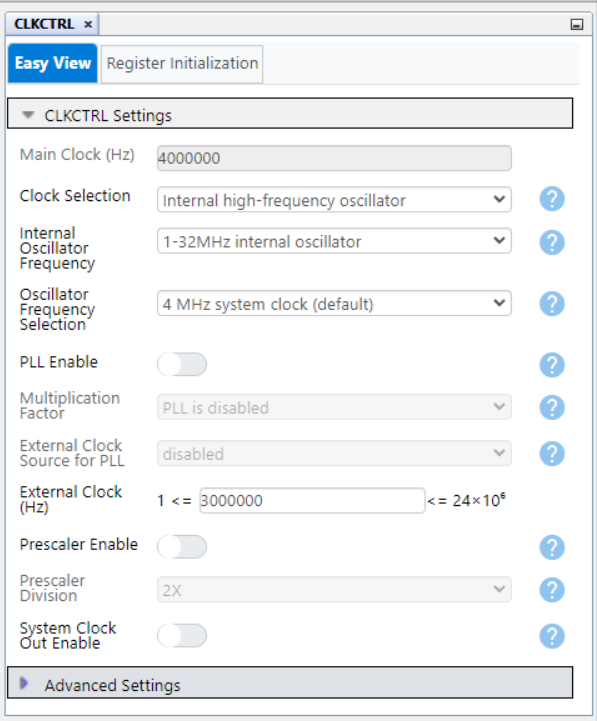 CLKCTRL ×
Easy View
Register Initialization
CLKCTRL Settings
Main Clock (Hz)
4000000
Clock Selection
Internal high-frequency oscillator
?
Internal
Oscillator
Frequency
1-32MHz internal oscillator
?
Oscillator
Frequency
Selection
4 MHz system clock (default)
?
PLL Enable
?
Multiplication
Factor
PLL is disabled
?
External Clock
Source for PLL
disabled
?
External Clock
(Hz)
1 <= 3000000 <= 24×10⁶
Prescaler Enable
?
Prescaler
Division
2X
?
System Clock
Out Enable
?
Advanced Settings